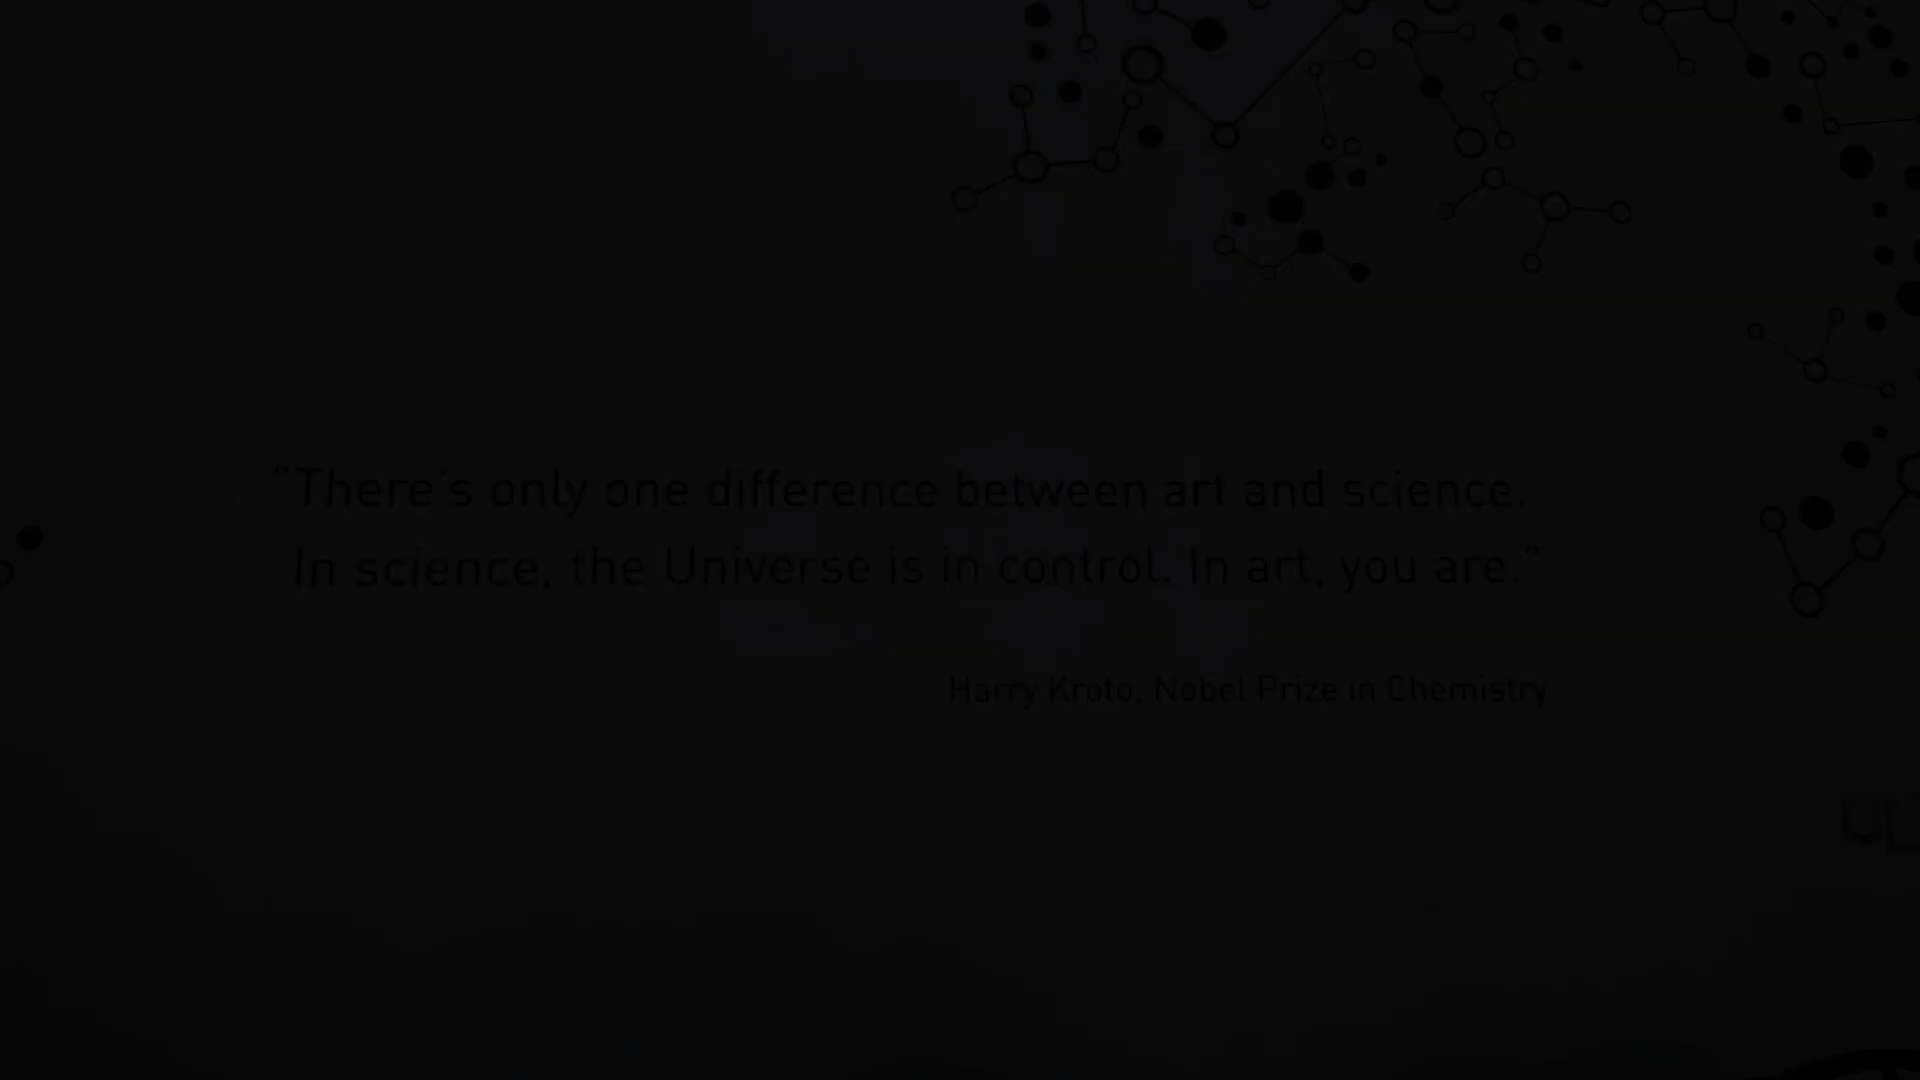 “There's only one difference between art and science.
In science, the Universe is in control. In art, you are.”
Harry Kroto, Nobel Prize in Chemistry